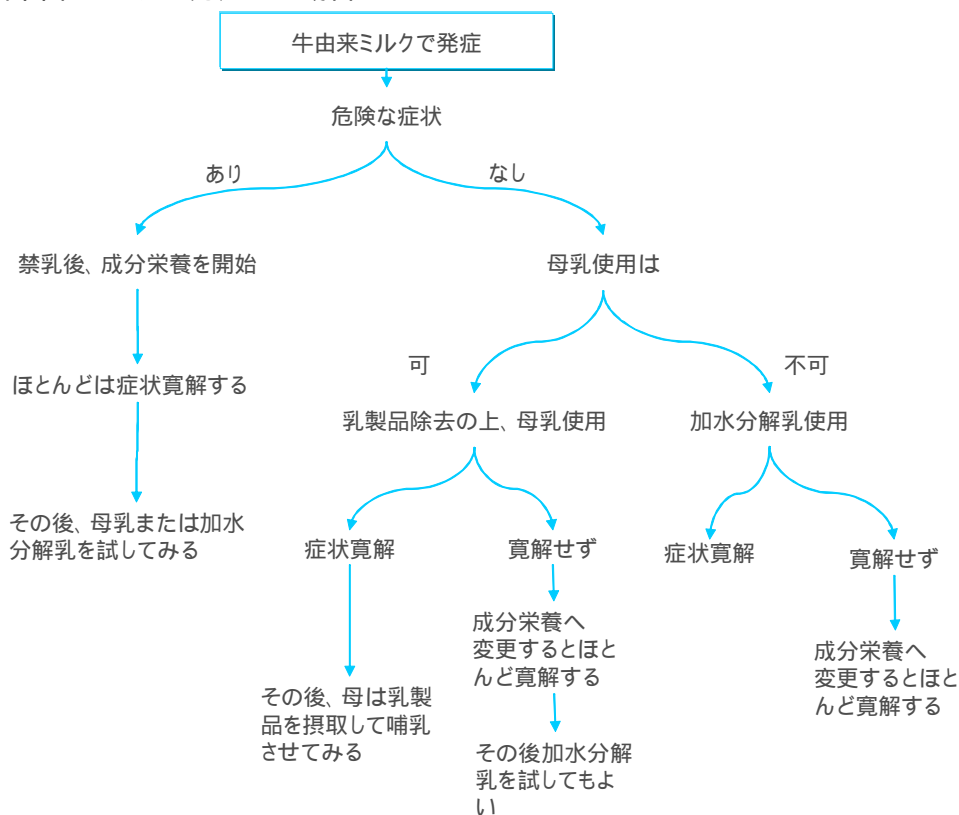 牛由来ミルクで発症
危険な症状
あり
なし
禁乳後、成分栄養を開始
母乳使用は
ほとんどは症状寛解する
可
不可
乳製品除去の上、母乳使用
加水分解乳使用
その後、母乳または加水
分解乳を試してみる
症状寛解
寛解せず
症状寛解
寛解せず
成分栄養へ
変更するとほと
んど寛解する
成分栄養へ
変更するとほと
んど寛解する
その後、母は乳製
品を摂取して哺乳
させてみる
その後加水分解
乳を試してもよ
い